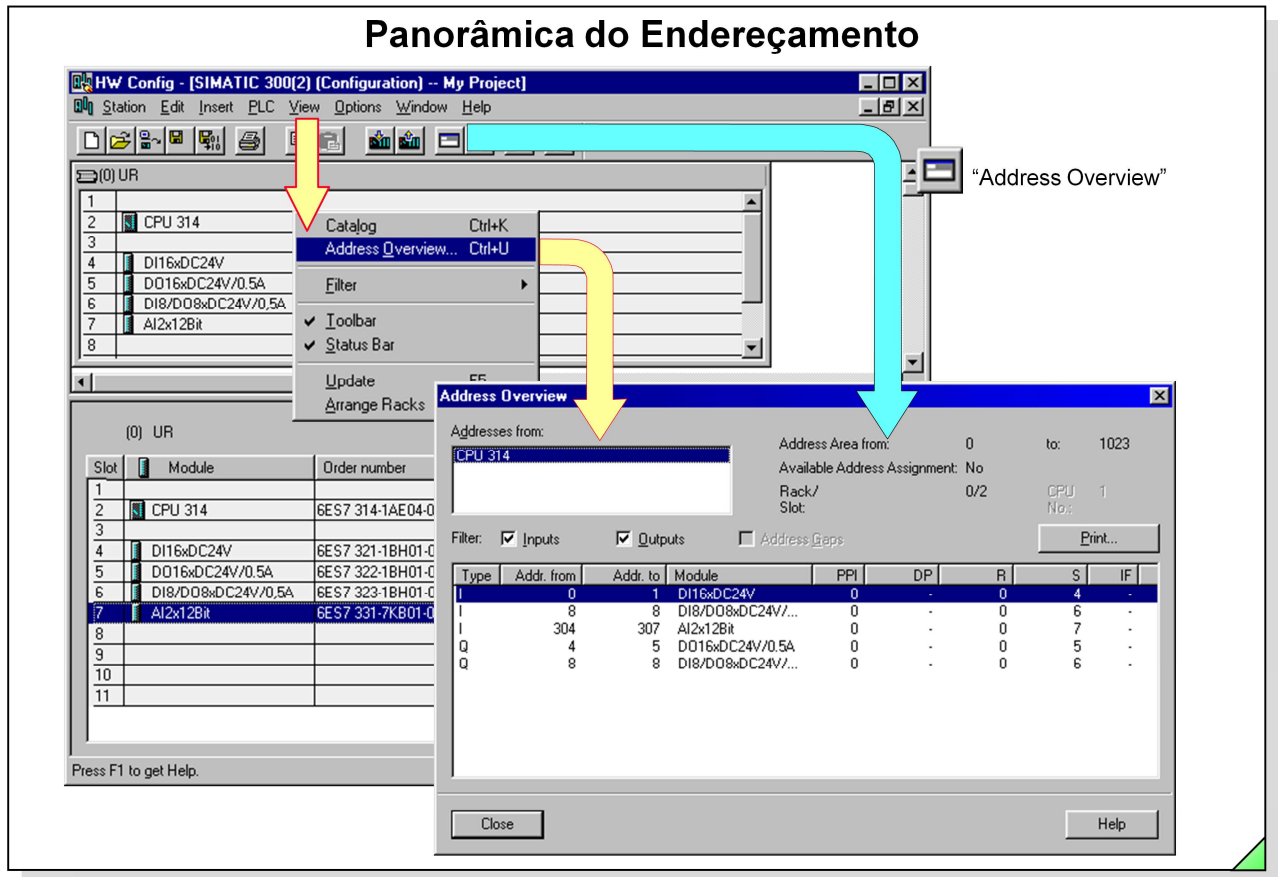 Panorâmica do Endereçamento
HW Config - [SIMATIC 300(2) (Configuration) -- My Project]
Station Edit Insert PLC View Options Window Help
"Address Overview"
(0) UR
1
2 CPU 314
3
4 DI16xDC24V
5 DO16xDC24V/0.5A
6 DI8/DO8xDC24V/0,5A
7 AI2x12Bit
8
Catalog Ctrl+K
Address Overview... Ctrl+U
Filter
Toolbar
Status Bar
Update F5
Arrange Racks
(0) UR
Slot Module Order number
1
2 CPU 314 6ES7 314-1AE04-0
3
4 DI16xDC24V 6ES7 321-1BH01-0
5 DO16xDC24V/0.5A 6ES7 322-1BH01-0
6 DI8/DO8xDC24V/0,5A 6ES7 323-1BH01-0
7 AI2x12Bit 6ES7 331-7KB01-0
8
9
10
11
Press F1 to get Help.
Address Overview
Addresses from:
CPU 314
Address Area from: 0 to: 1023
Available Address Assignment: No
Rack/ 0/2 CPU 1
Slot: No.:
Filter: Inputs Outputs Address Gaps Print...
Type Addr. from Addr. to Module PPI DP R S IF
I 0 1 DI16xDC24V 0 - 0 4 -
I 8 8 DI8/DO8xDC24V/... 0 - 0 6 -
I 304 307 AI2x12Bit 0 - 0 7 -
Q 4 5 DO16xDC24V/0.5A 0 - 0 5 -
Q 8 8 DI8/DO8xDC24V/... 0 - 0 6 -
Close Help